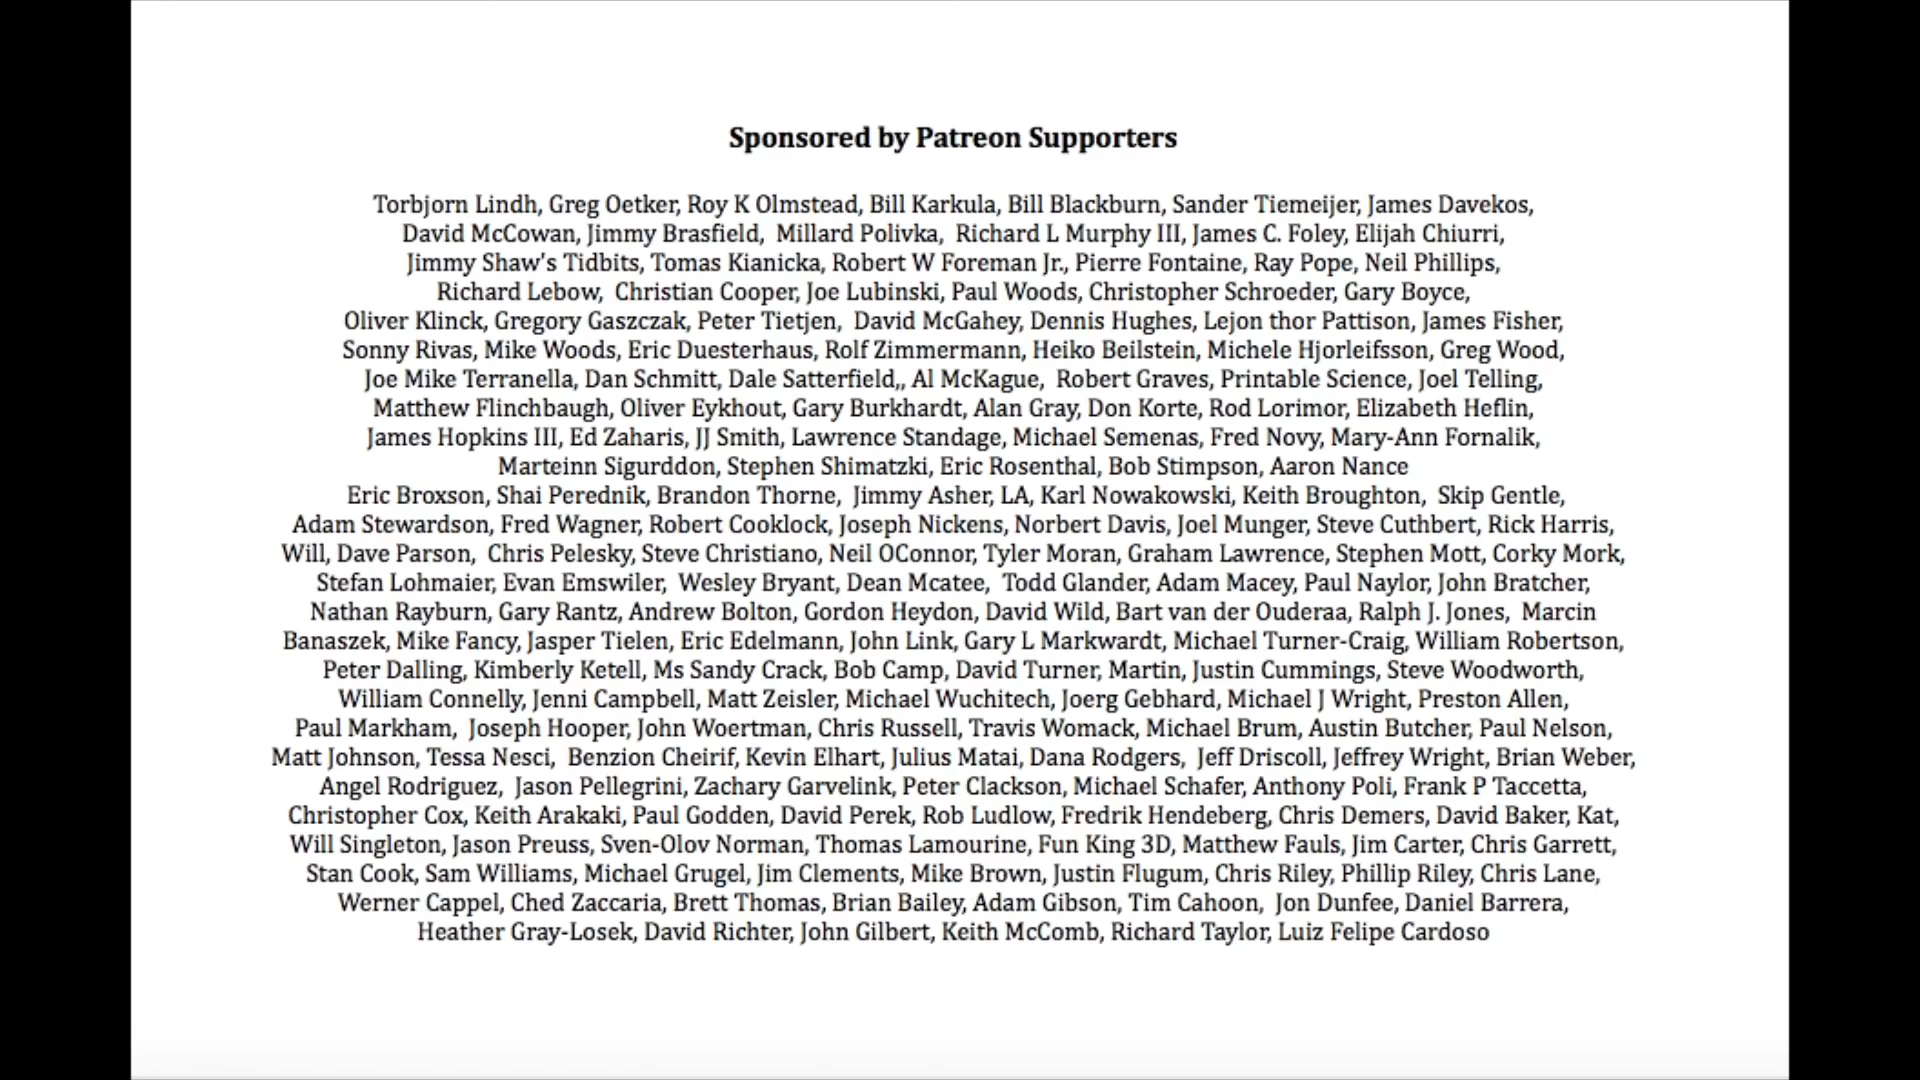 Sponsored by Patreon Supporters
Torbjorn Lindh, Greg Oetker, Roy K Olmstead, Bill Karkula, Bill Blackburn, Sander Tiemeijer, James Davekos,
David McCowan, Jimmy Brasfield, Millard Polivka, Richard L Murphy III, James C. Foley, Elijah Chiurri,
Jimmy Shaw's Tidbits, Tomas Kianicka, Robert W Foreman Jr., Pierre Fontaine, Ray Pope, Neil Phillips,
Richard Lebow, Christian Cooper, Joe Lubinski, Paul Woods, Christopher Schroeder, Gary Boyce,
Oliver Klinck, Gregory Gaszczak, Peter Tietjen, David McGahey, Dennis Hughes, Lejon thor Pattison, James Fisher,
Sonny Rivas, Mike Woods, Eric Duesterhaus, Rolf Zimmermann, Heiko Beilstein, Michele Hjorleifsson, Greg Wood,
Joe Mike Terranella, Dan Schmitt, Dale Satterfield,, Al McKague, Robert Graves, Printable Science, Joel Telling,
Matthew Flinchbaugh, Oliver Eykhout, Gary Burkhardt, Alan Gray, Don Korte, Rod Lorimor, Elizabeth Heflin,
James Hopkins III, Ed Zaharis, JJ Smith, Lawrence Standage, Michael Semenas, Fred Novy, Mary-Ann Fornalik,
Marteinn Sigurddon, Stephen Shimatzki, Eric Rosenthal, Bob Stimpson, Aaron Nance
Eric Broxson, Shai Perednik, Brandon Thorne, Jimmy Asher, LA, Karl Nowakowski, Keith Broughton, Skip Gentle,
Adam Stewardson, Fred Wagner, Robert Cooklock, Joseph Nickens, Norbert Davis, Joel Munger, Steve Cuthbert, Rick Harris,
Will, Dave Parson, Chris Pelesky, Steve Christiano, Neil OConnor, Tyler Moran, Graham Lawrence, Stephen Mott, Corky Mork,
Stefan Lohmaier, Evan Emswiler, Wesley Bryant, Dean Mcatee, Todd Glander, Adam Macey, Paul Naylor, John Bratcher,
Nathan Rayburn, Gary Rantz, Andrew Bolton, Gordon Heydon, David Wild, Bart van der Ouderaa, Ralph J. Jones, Marcin
Banaszek, Mike Fancy, Jasper Tielen, Eric Edelmann, John Link, Gary L Markwardt, Michael Turner-Craig, William Robertson,
Peter Dalling, Kimberly Ketell, Ms Sandy Crack, Bob Camp, David Turner, Martin, Justin Cummings, Steve Woodworth,
William Connelly, Jenni Campbell, Matt Zeisler, Michael Wuchitech, Joerg Gebhard, Michael J Wright, Preston Allen,
Paul Markham, Joseph Hooper, John Woertman, Chris Russell, Travis Womack, Michael Brum, Austin Butcher, Paul Nelson,
Matt Johnson, Tessa Nesci, Benzion Cheirif, Kevin Elhart, Julius Matai, Dana Rodgers, Jeff Driscoll, Jeffrey Wright, Brian Weber,
Angel Rodriguez, Jason Pellegrini, Zachary Garvelink, Peter Clackson, Michael Schafer, Anthony Poli, Frank P Taccetta,
Christopher Cox, Keith Arakaki, Paul Godden, David Perek, Rob Ludlow, Fredrik Hendeberg, Chris Demers, David Baker, Kat,
Will Singleton, Jason Preuss, Sven-Olov Norman, Thomas Lamourine, Fun King 3D, Matthew Fauls, Jim Carter, Chris Garrett,
Stan Cook, Sam Williams, Michael Grugel, Jim Clements, Mike Brown, Justin Flugum, Chris Riley, Phillip Riley, Chris Lane,
Werner Cappel, Ched Zaccaria, Brett Thomas, Brian Bailey, Adam Gibson, Tim Cahoon, Jon Dunfee, Daniel Barrera,
Heather Gray-Losek, David Richter, John Gilbert, Keith McComb, Richard Taylor, Luiz Felipe Cardoso